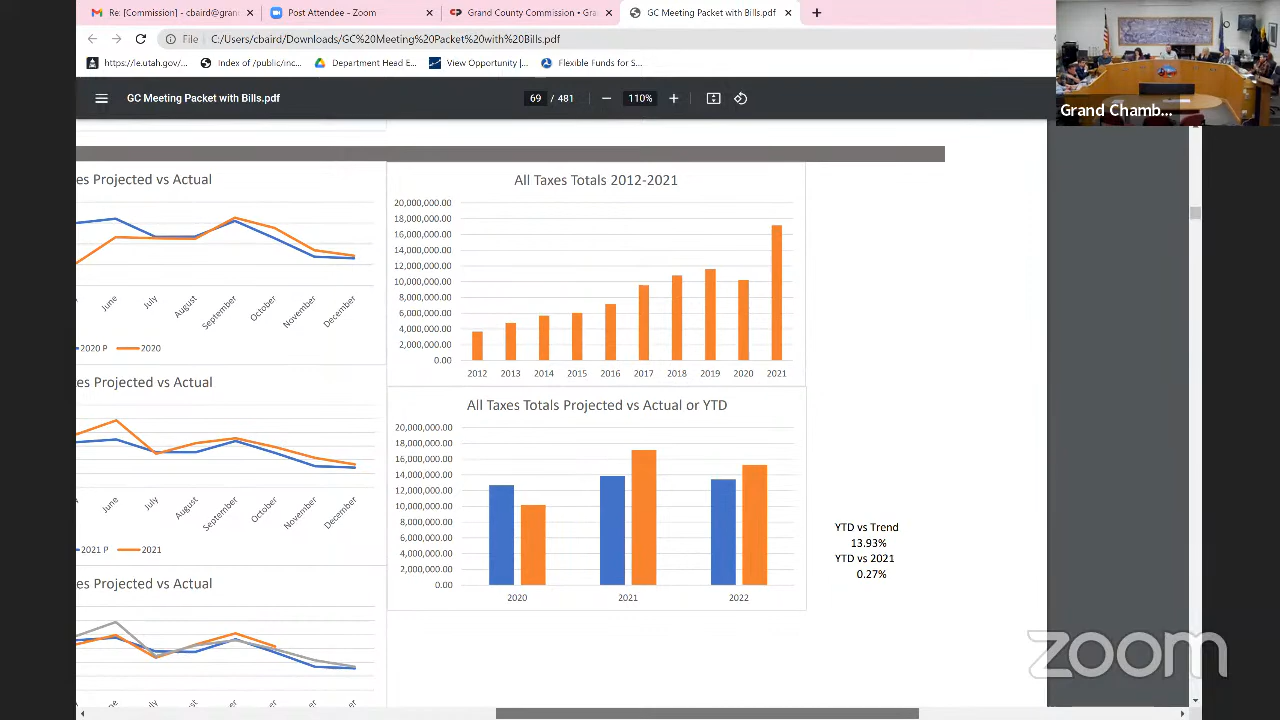 Re: [Commission] - cbaird@gran
Post Attendee - Zoom
Grand County Commission • Gran
GC Meeting Packet with Bills.pdf
File
C:/Users/cbaird/Downloads/GC%20Meeting%20Packet%20with%20Bills.pdf
https://le.utah.gov/...
Index of /public/inc...
Department Head E...
View Opportunity
Flexible Funds for S...
GC Meeting Packet with Bills.pdf
69 / 481
110%
Grand Chamb...
es Projected vs Actual
June
July
August
September
October
November
December
2020 P
2020
All Taxes Totals 2012-2021
20,000,000.00
18,000,000.00
16,000,000.00
14,000,000.00
12,000,000.00
10,000,000.00
8,000,000.00
6,000,000.00
4,000,000.00
2,000,000.00
0.00
2012 2013 2014 2015 2016 2017 2018 2019 2020 2021
es Projected vs Actual
June
July
August
September
October
November
December
2021 P
2021
All Taxes Totals Projected vs Actual or YTD
20,000,000.00
18,000,000.00
16,000,000.00
14,000,000.00
12,000,000.00
10,000,000.00
8,000,000.00
6,000,000.00
4,000,000.00
2,000,000.00
0.00
2020 2021 2022
YTD vs Trend
13.93%
YTD vs 2021
0.27%
es Projected vs Actual
zoom